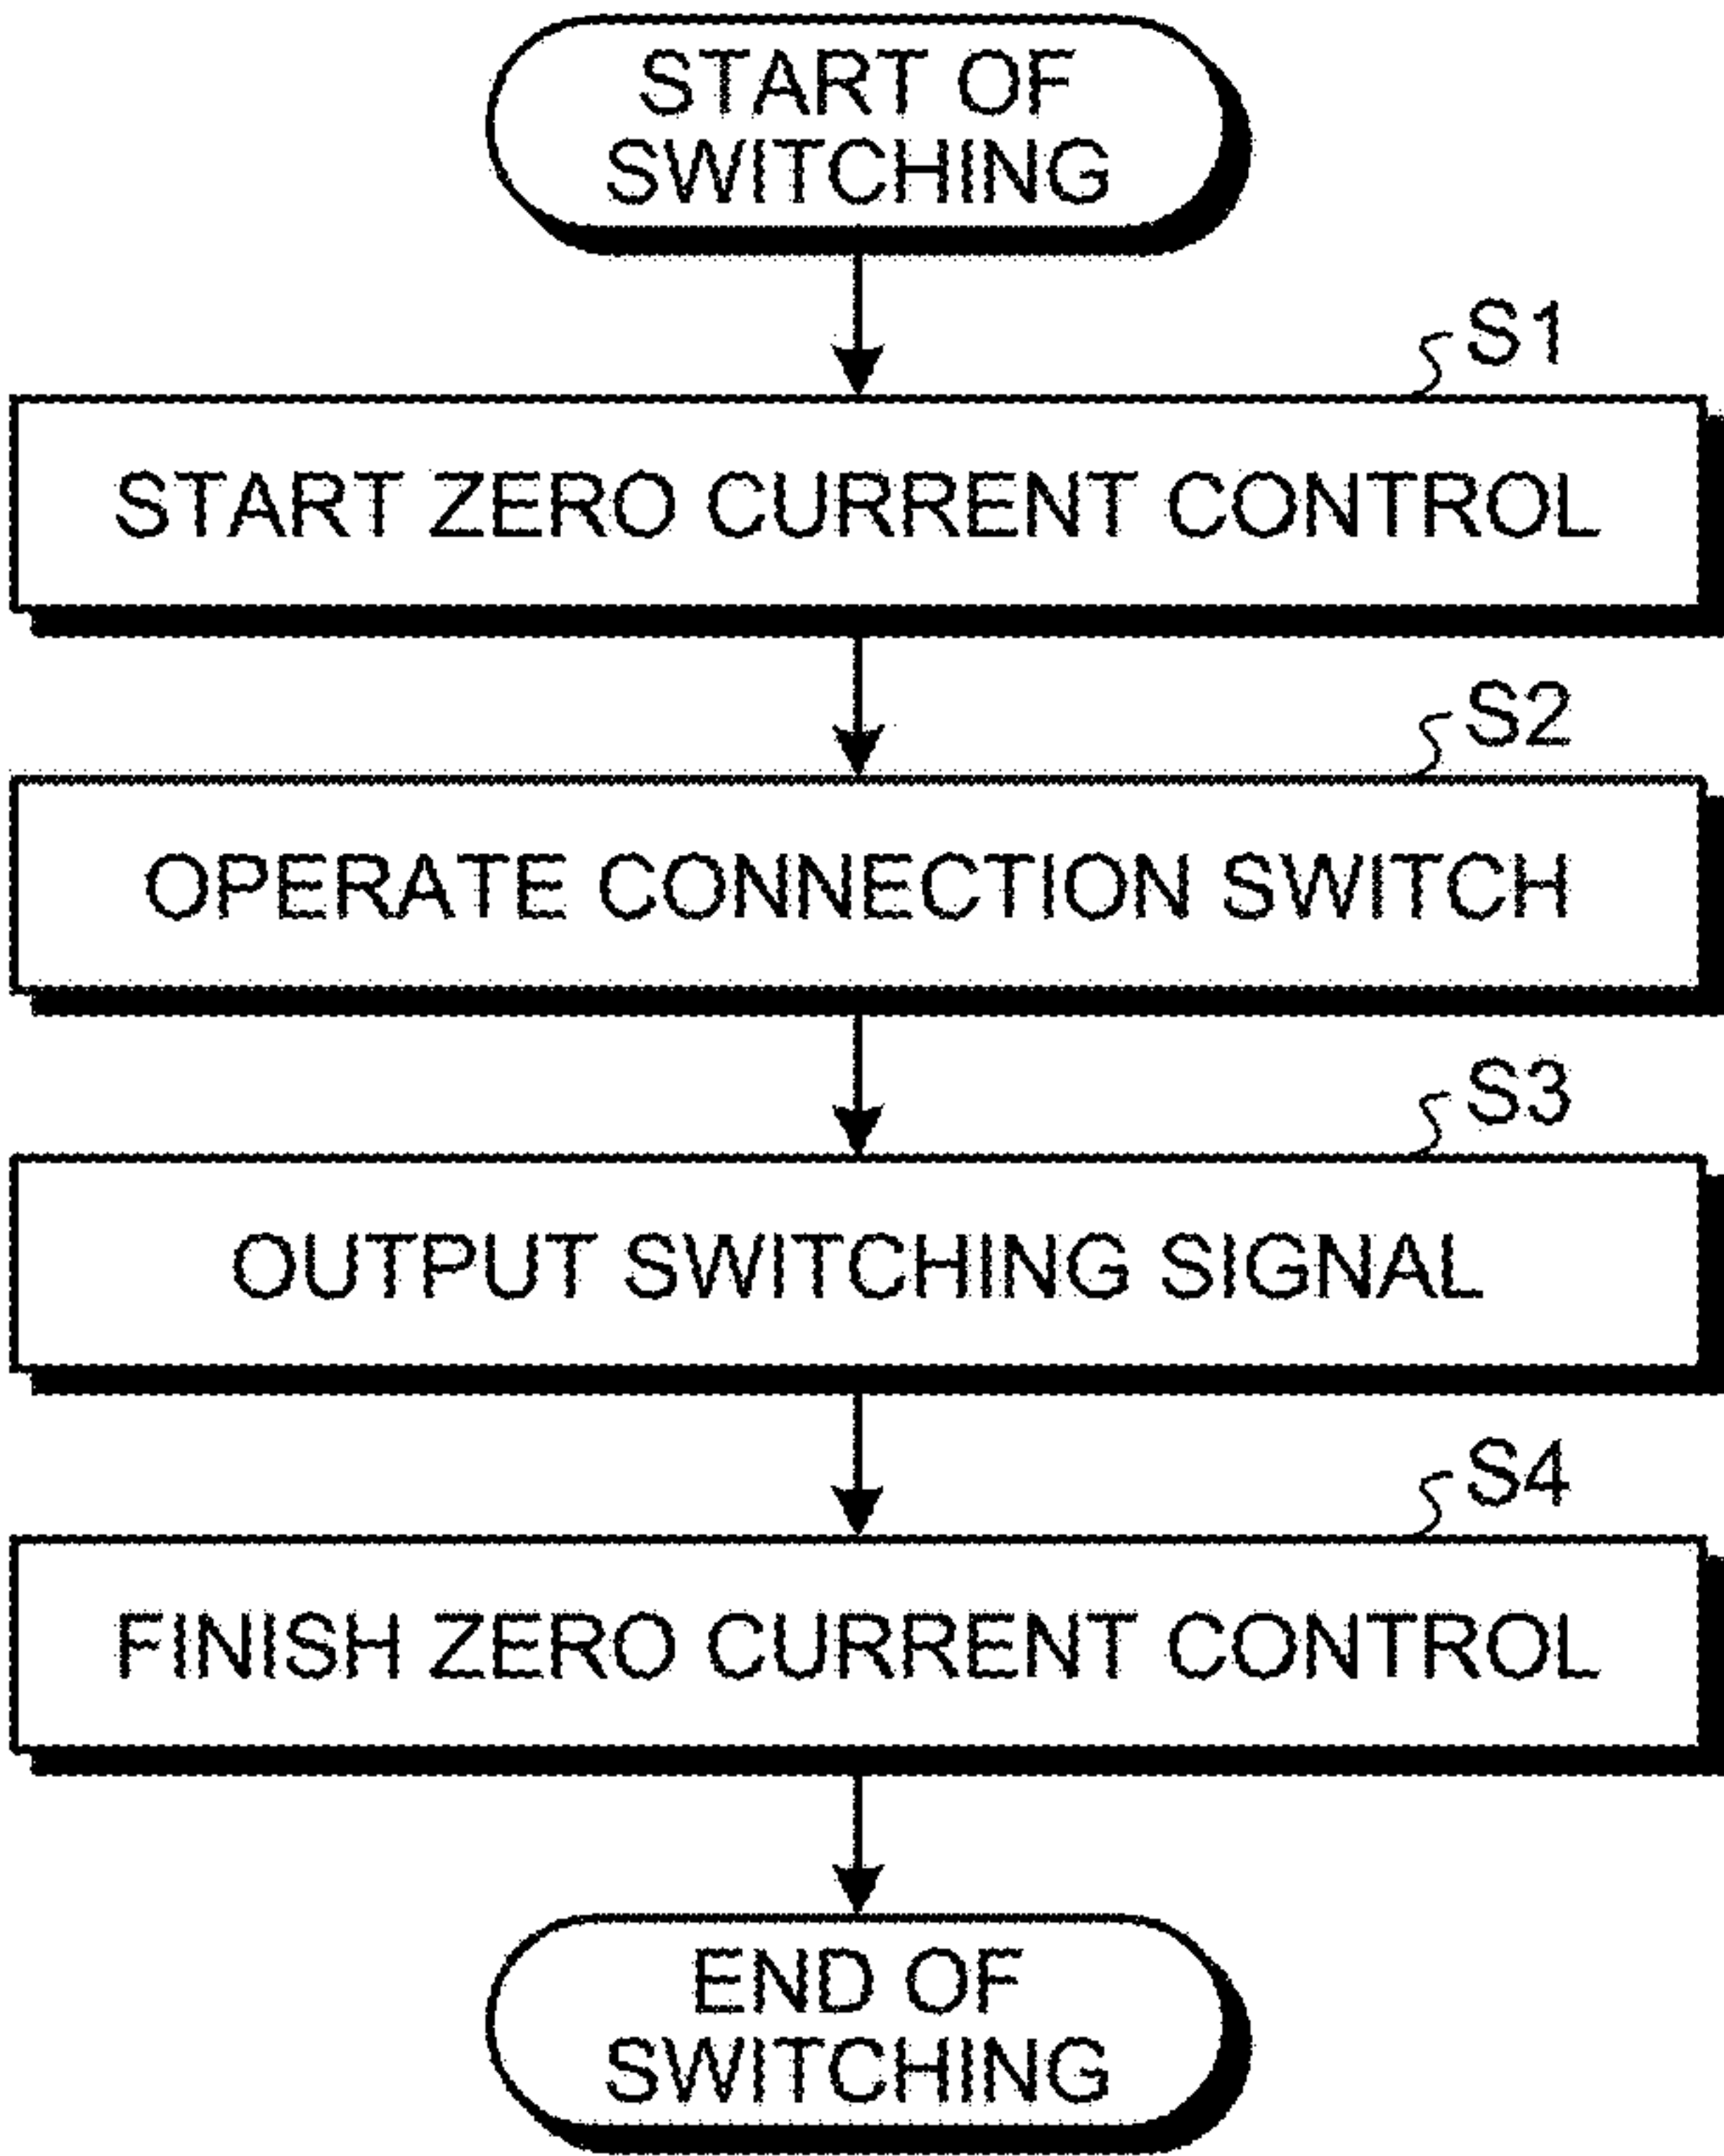 START OF
SWITCHING
S1
START ZERO CURRENT CONTROL
S2
OPERATE CONNECTION SWITCH
S3
OUTPUT SWITCHING SIGNAL
S4
FINISH ZERO CURRENT CONTROL
END OF
SWITCHING